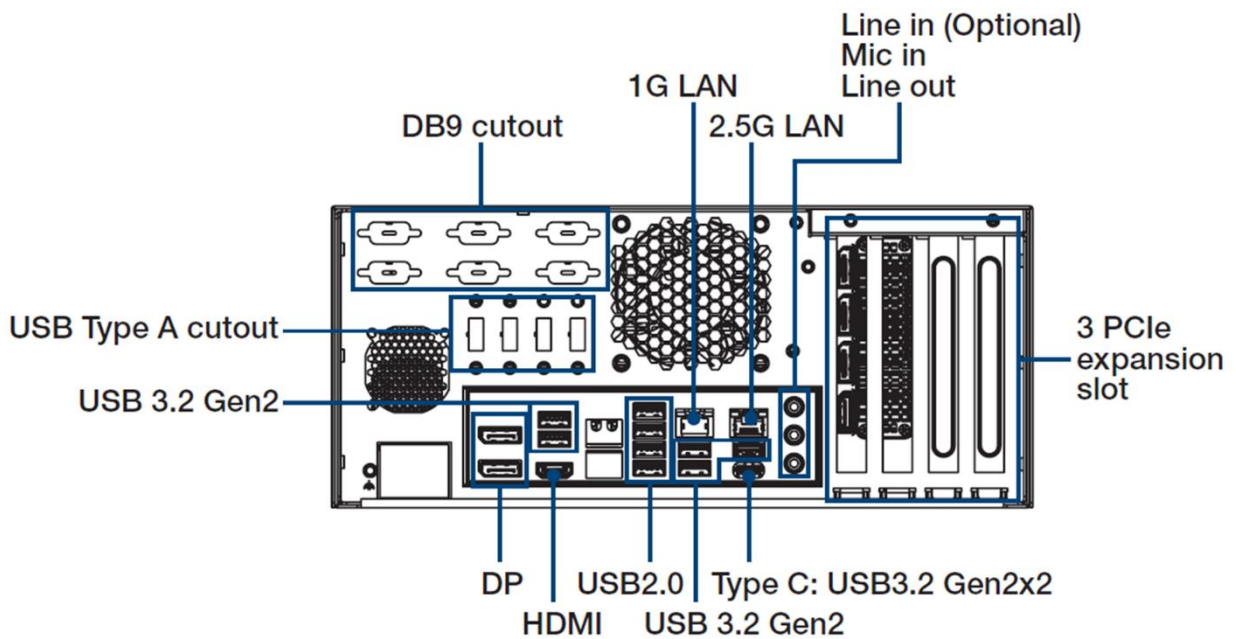 Line in (Optional)
Mic in
Line out
1G LAN
2.5G LAN
DB9 cutout
USB Type A cutout
3 PCIe
expansion
slot
USB 3.2 Gen2
DP
USB2.0
Type C: USB3.2 Gen2x2
HDMI
USB 3.2 Gen2